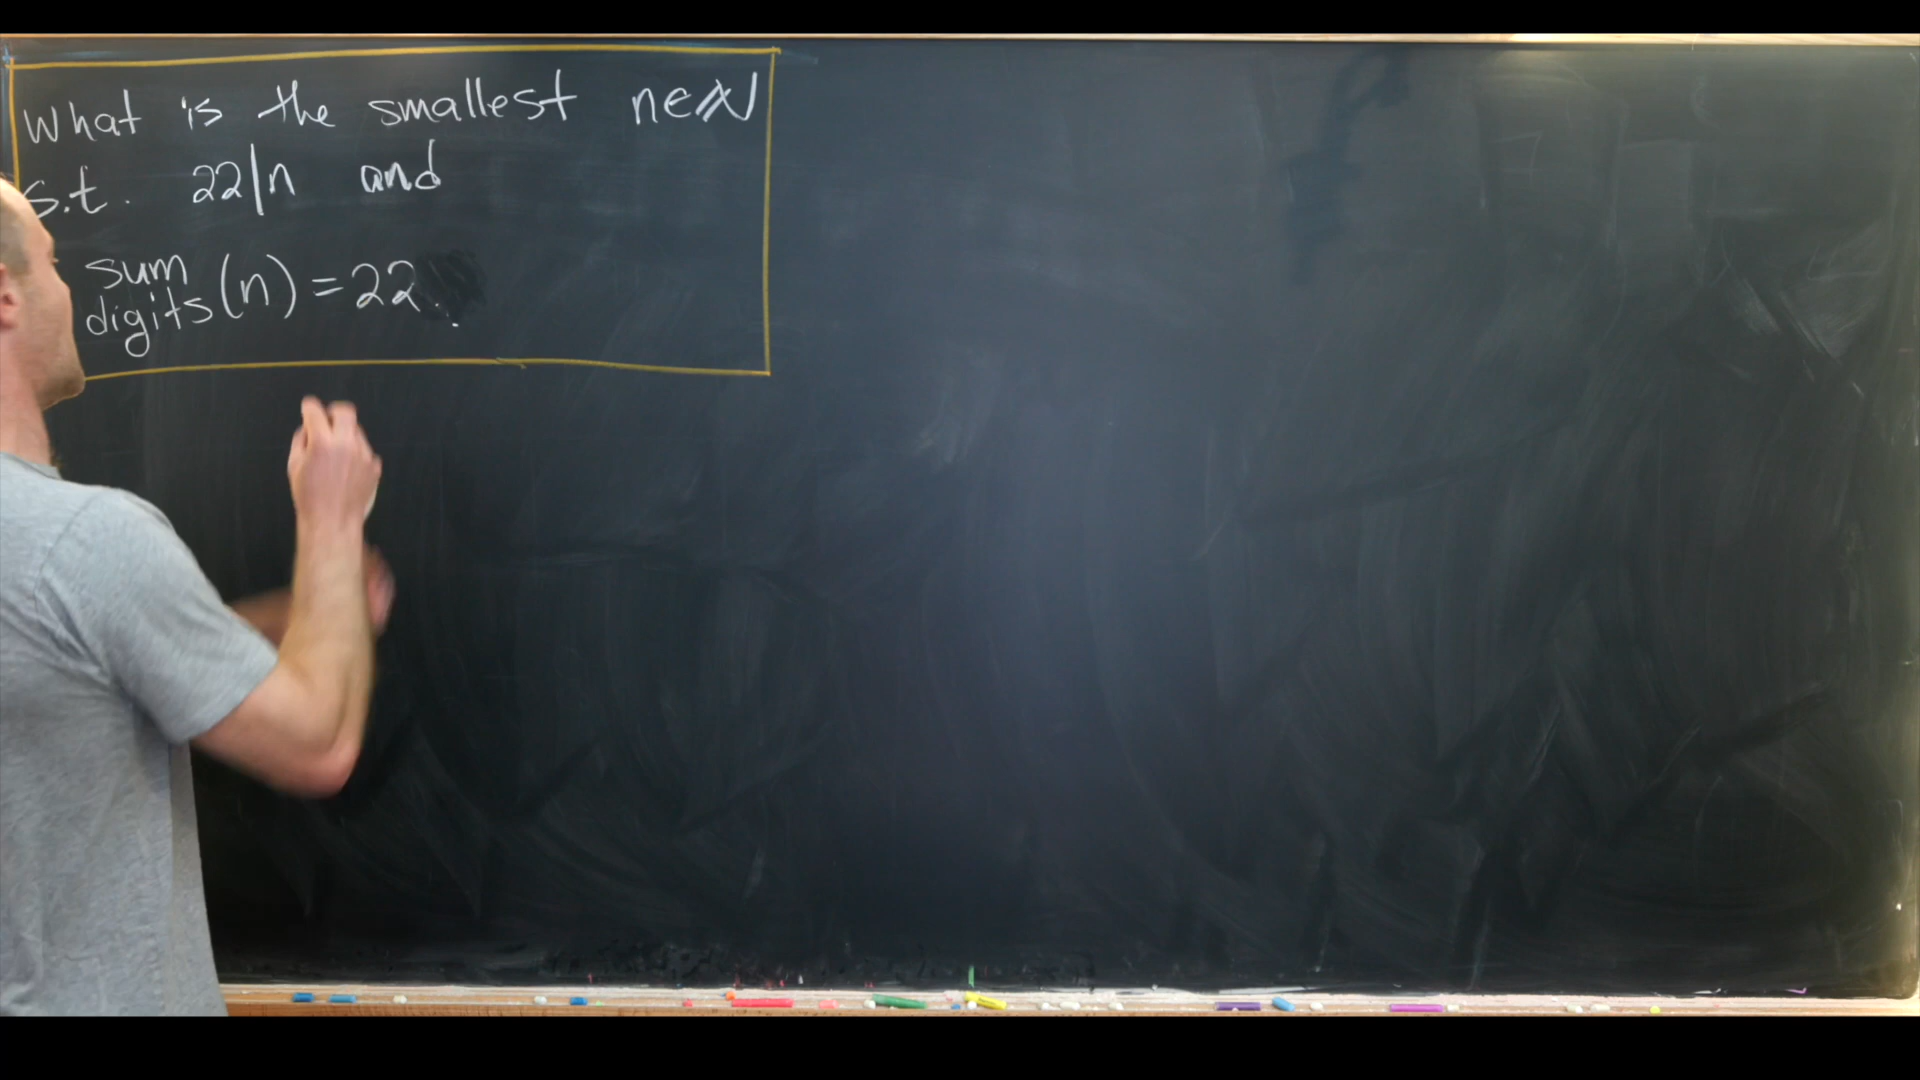 What is the smallest n∈ℕ
s.t. 22|n and
sum
digits (n) = 22.